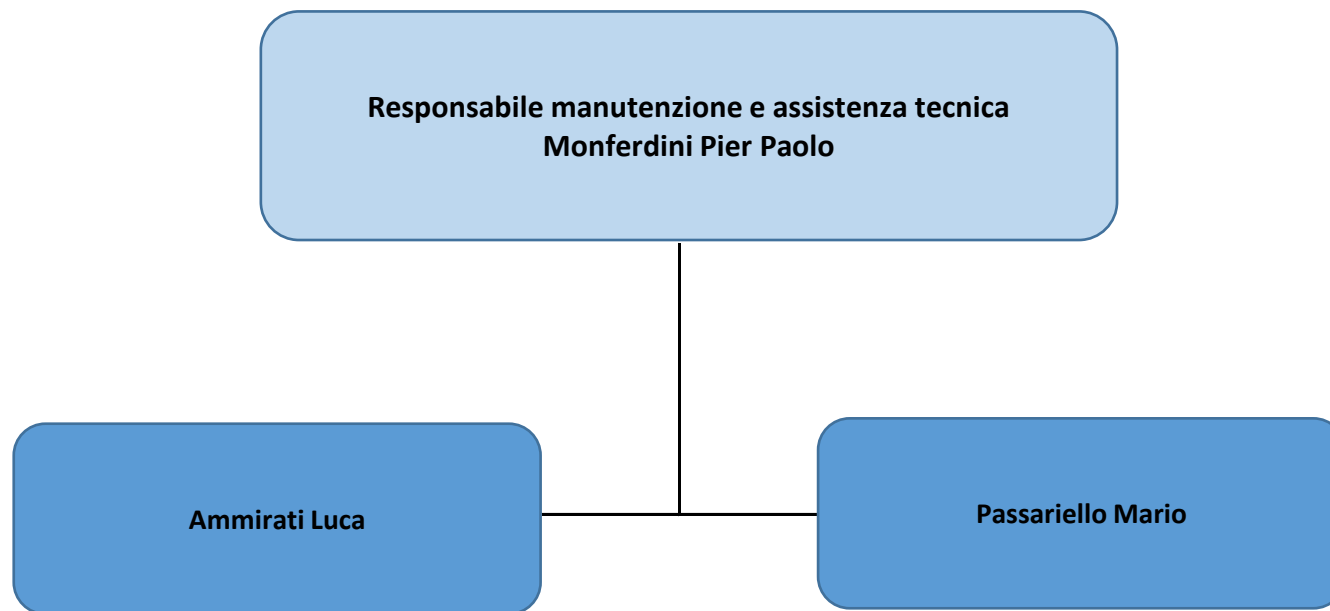 Responsabile manutenzione e assistenza tecnica
Monferdini Pier Paolo
Ammirati Luca
Passariello Mario